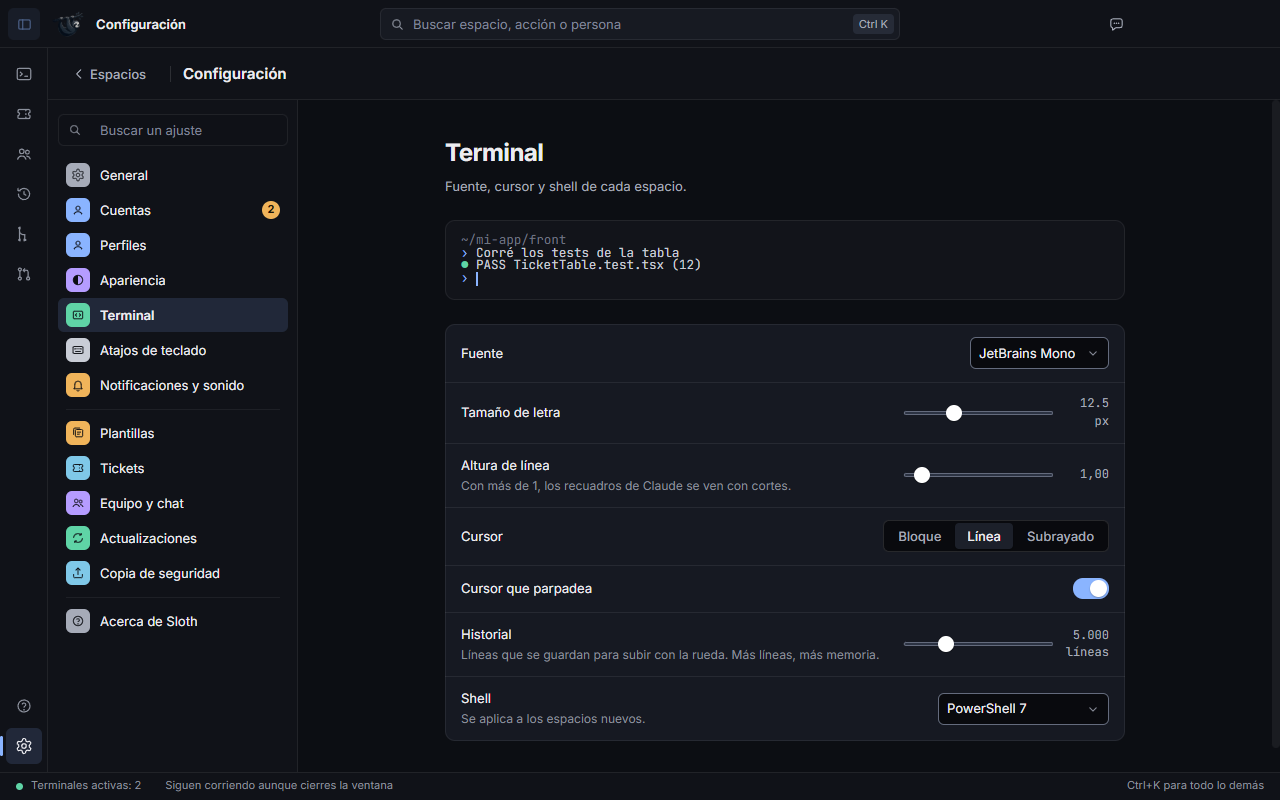 Configuración
Buscar espacio, acción o persona
Ctrl K
Espacios
Configuración
Buscar un ajuste
General
Cuentas
2
Perfiles
Apariencia
Terminal
Atajos de teclado
Notificaciones y sonido
Plantillas
Tickets
Equipo y chat
Actualizaciones
Copia de seguridad
Acerca de Sloth
Terminal
Fuente, cursor y shell de cada espacio.
~/mi-app/front
› Corré los tests de la tabla
● PASS TicketTable.test.tsx (12)
›
Fuente
JetBrains Mono
Tamaño de letra
12.5
px
Altura de línea
Con más de 1, los recuadros de Claude se ven con cortes.
1,00
Cursor
Bloque
Línea
Subrayado
Cursor que parpadea
Historial
Líneas que se guardan para subir con la rueda. Más líneas, más memoria.
5.000
líneas
Shell
Se aplica a los espacios nuevos.
PowerShell 7
Terminales activas: 2
Siguen corriendo aunque cierres la ventana
Ctrl+K para todo lo demás